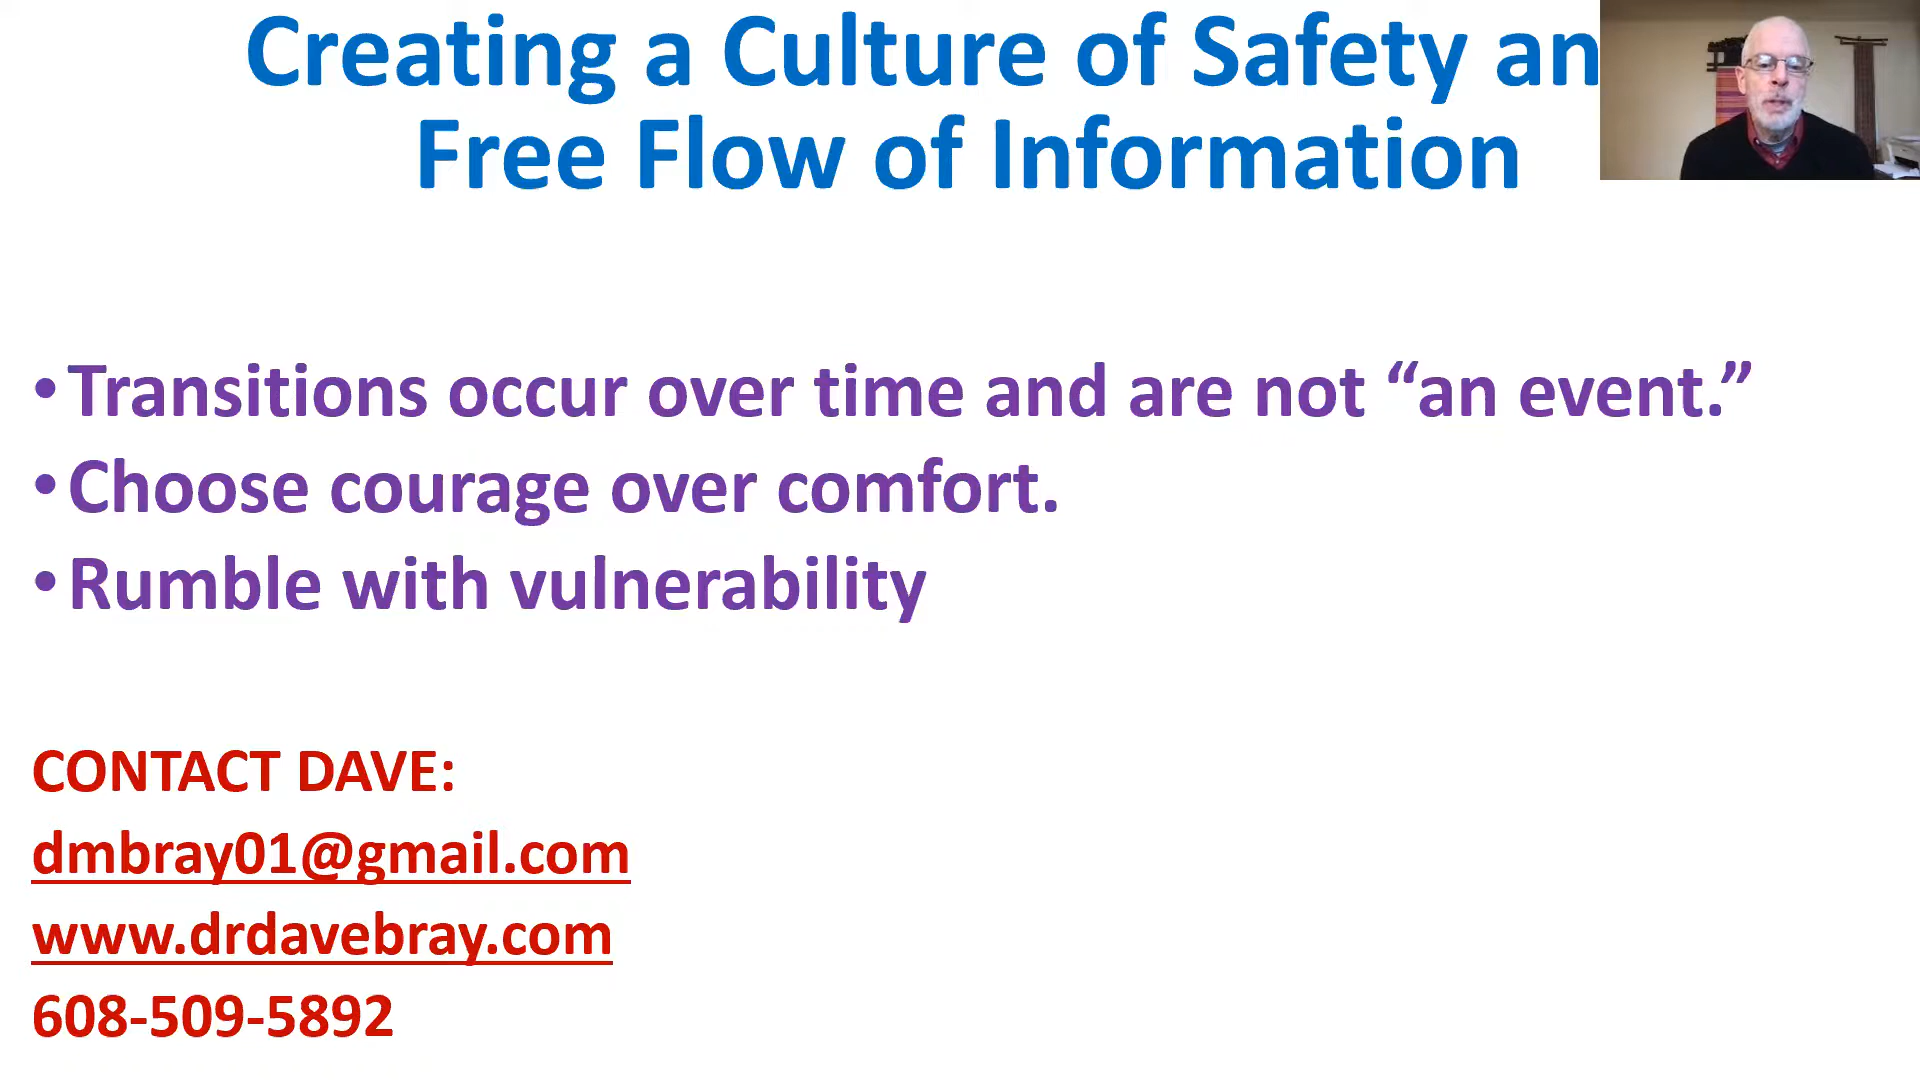 Creating a Culture of Safety an
Free Flow of Information
• Transitions occur over time and are not “an event.”
• Choose courage over comfort.
• Rumble with vulnerability
CONTACT DAVE:
dmbray01@gmail.com
www.drdavebray.com
608-509-5892